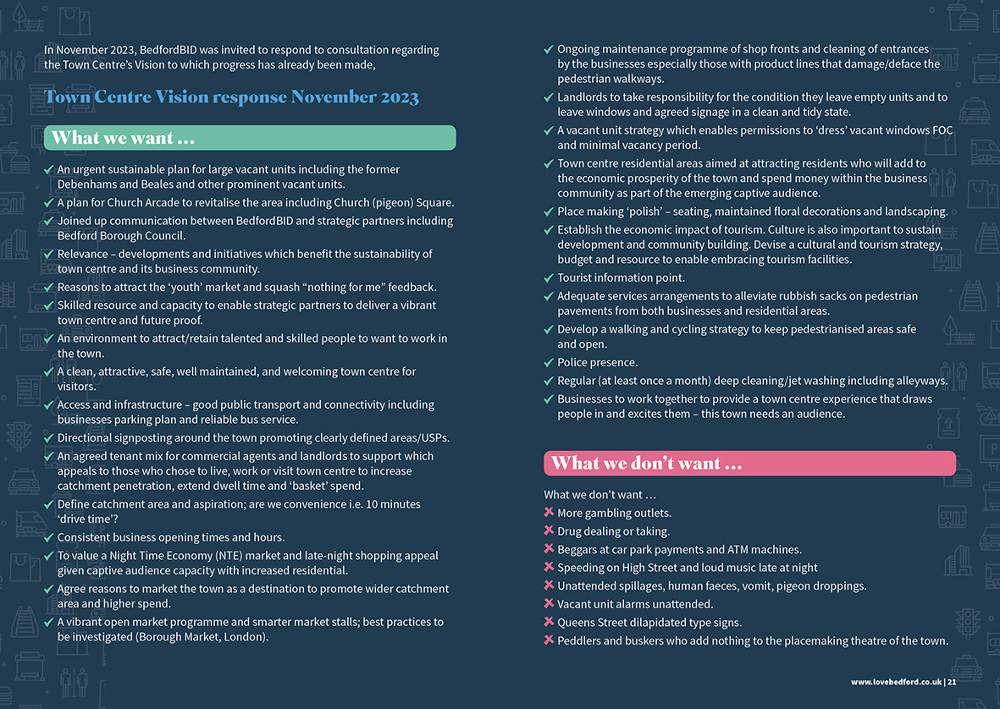 In November 2023, BedfordBID was invited to respond to consultation regarding
the Town Centre’s Vision to which progress has already been made,
Town Centre Vision response November 2023
What we want ...
✓ An urgent sustainable plan for large vacant units including the former
Debenhams and Beales and other prominent vacant units.
✓ A plan for Church Arcade to revitalise the area including Church (pigeon) Square.
✓ Joined up communication between BedfordBID and strategic partners including
Bedford Borough Council.
✓ Relevance – developments and initiatives which benefit the sustainability of
town centre and its business community.
✓ Reasons to attract the ‘youth’ market and squash “nothing for me” feedback.
✓ Skilled resource and capacity to enable strategic partners to deliver a vibrant
town centre and future proof.
✓ An environment to attract/retain talented and skilled people to want to work in
the town.
✓ A clean, attractive, safe, well maintained, and welcoming town centre for
visitors.
✓ Access and infrastructure – good public transport and connectivity including
businesses parking plan and reliable bus service.
✓ Directional signposting around the town promoting clearly defined areas/USPs.
✓ An agreed tenant mix for commercial agents and landlords to support which
appeals to those who chose to live, work or visit town centre to increase
catchment penetration, extend dwell time and ‘basket’ spend.
✓ Define catchment area and aspiration; are we convenience i.e. 10 minutes
‘drive time’?
✓ Consistent business opening times and hours.
✓ To value a Night Time Economy (NTE) market and late-night shopping appeal
given captive audience capacity with increased residential.
✓ Agree reasons to market the town as a destination to promote wider catchment
area and higher spend.
✓ A vibrant open market programme and smarter market stalls; best practices to
be investigated (Borough Market, London).
✓ Ongoing maintenance programme of shop fronts and cleaning of entrances
by the businesses especially those with product lines that damage/deface the
pedestrian walkways.
✓ Landlords to take responsibility for the condition they leave empty units and to
leave windows and agreed signage in a clean and tidy state.
✓ A vacant unit strategy which enables permissions to ‘dress’ vacant windows FOC
and minimal vacancy period.
✓ Town centre residential areas aimed at attracting residents who will add to
the economic prosperity of the town and spend money within the business
community as part of the emerging captive audience.
✓ Place making ‘polish’ – seating, maintained floral decorations and landscaping.
✓ Establish the economic impact of tourism. Culture is also important to sustain
development and community building. Devise a cultural and tourism strategy,
budget and resource to enable embracing tourism facilities.
✓ Tourist information point.
✓ Adequate services arrangements to alleviate rubbish sacks on pedestrian
pavements from both businesses and residential areas.
✓ Develop a walking and cycling strategy to keep pedestrianised areas safe
and open.
✓ Police presence.
✓ Regular (at least once a month) deep cleaning/jet washing including alleyways.
✓ Businesses to work together to provide a town centre experience that draws
people in and excites them – this town needs an audience.
What we don’t want ...
What we don’t want ...
✗ More gambling outlets.
✗ Drug dealing or taking.
✗ Beggars at car park payments and ATM machines.
✗ Speeding on High Street and loud music late at night
✗ Unattended spillages, human faeces, vomit, pigeon droppings.
✗ Vacant unit alarms unattended.
✗ Queens Street dilapidated type signs.
✗ Peddlers and buskers who add nothing to the placemaking theatre of the town.
www.lovebedford.co.uk | 21